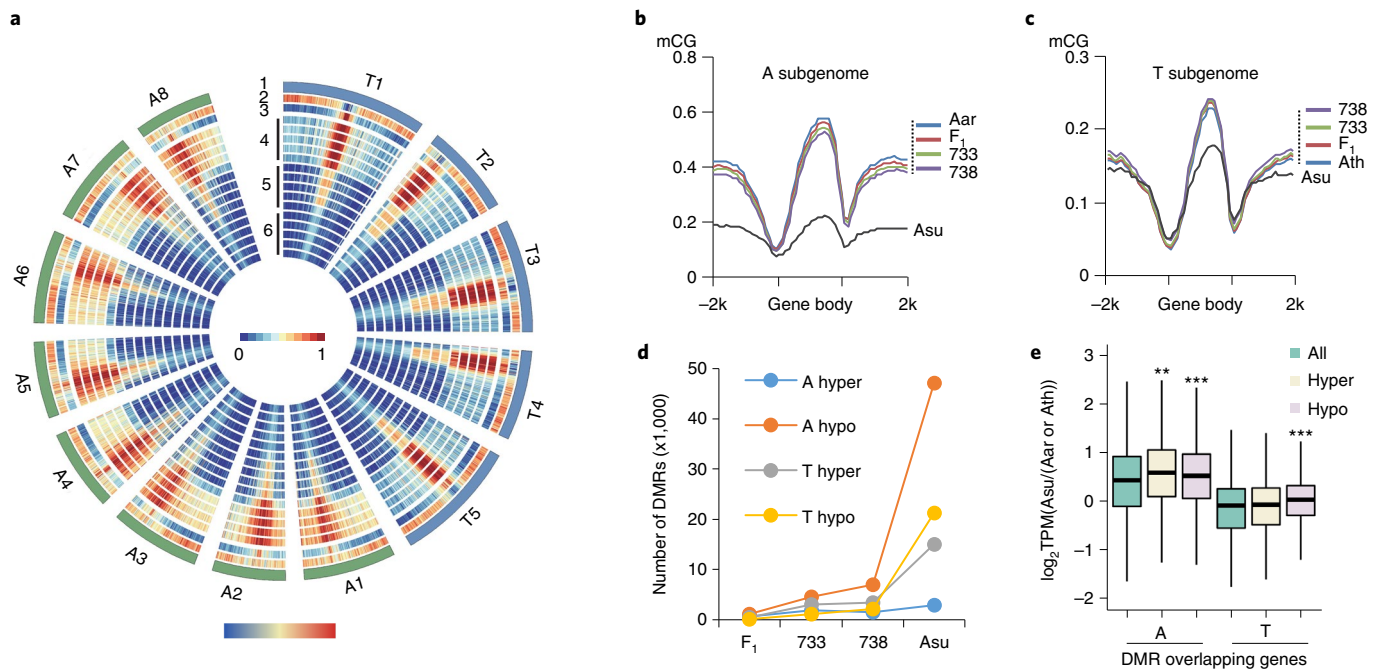 a
A8
1
2
3
4
5
6
T1
T2
T3
T4
T5
A1
A2
A3
A4
A5
A6
A7
0 1
b
mCG
0.8
0.6
0.4
0.2
0
A subgenome
Aar
F1
733
738
Asu
–2k Gene body 2k
c
mCG
0.3
0.2
0.1
0
T subgenome
738
733
F1
Ath
Asu
–2k Gene body 2k
d
Number of DMRs (x1,000)
50
40
30
20
10
0
A hyper
A hypo
T hyper
T hypo
F1 733 738 Asu
e
log2TPM(Asu/(Aar or Ath))
3
2
1
0
−1
−2
All
Hyper
Hypo
** *** ***
A T
DMR overlapping genes